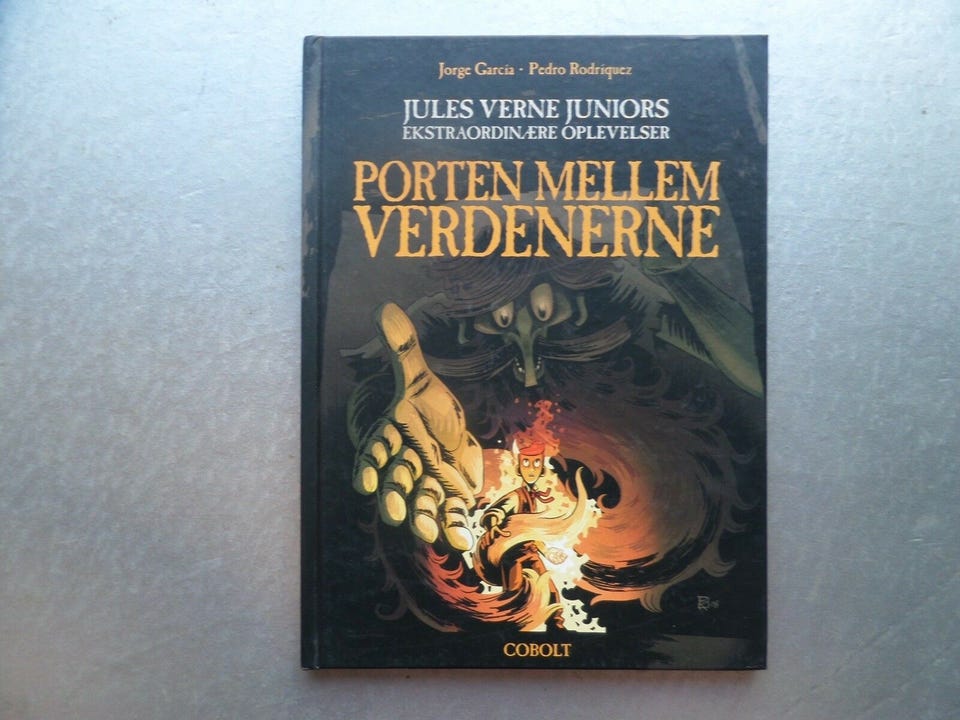 Jorge García - Pedro Rodríguez
JULES VERNE JUNIORS
EKSTRAORDINÆRE OPLEVELSER
PORTEN MELLEM
VERDENERNE
COBOLT